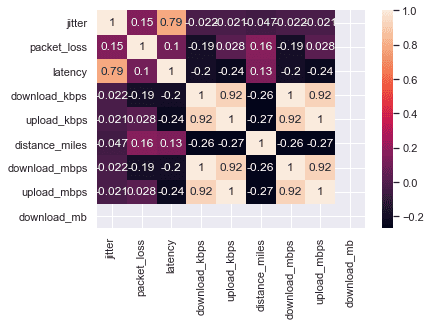 jitter 1 0.15 0.79 -0.022 -0.021 -0.047 -0.022 -0.021
packet_loss 0.15 1 0.1 -0.19 0.028 0.16 -0.19 0.028
latency 0.79 0.1 1 -0.2 -0.24 0.13 -0.2 -0.24
download_kbps -0.022 -0.19 -0.2 1 0.92 -0.26 1 0.92
upload_kbps -0.021 0.028 -0.24 0.92 1 -0.27 0.92 1
distance_miles -0.047 0.16 0.13 -0.26 -0.27 1 -0.26 -0.27
download_mbps -0.022 -0.19 -0.2 1 0.92 -0.26 1 0.92
upload_mbps -0.021 0.028 -0.24 0.92 1 -0.27 0.92 1
download_mb
jitter
packet_loss
latency
download_kbps
upload_kbps
distance_miles
download_mbps
upload_mbps
download_mb
1.0
0.8
0.6
0.4
0.2
0.0
-0.2